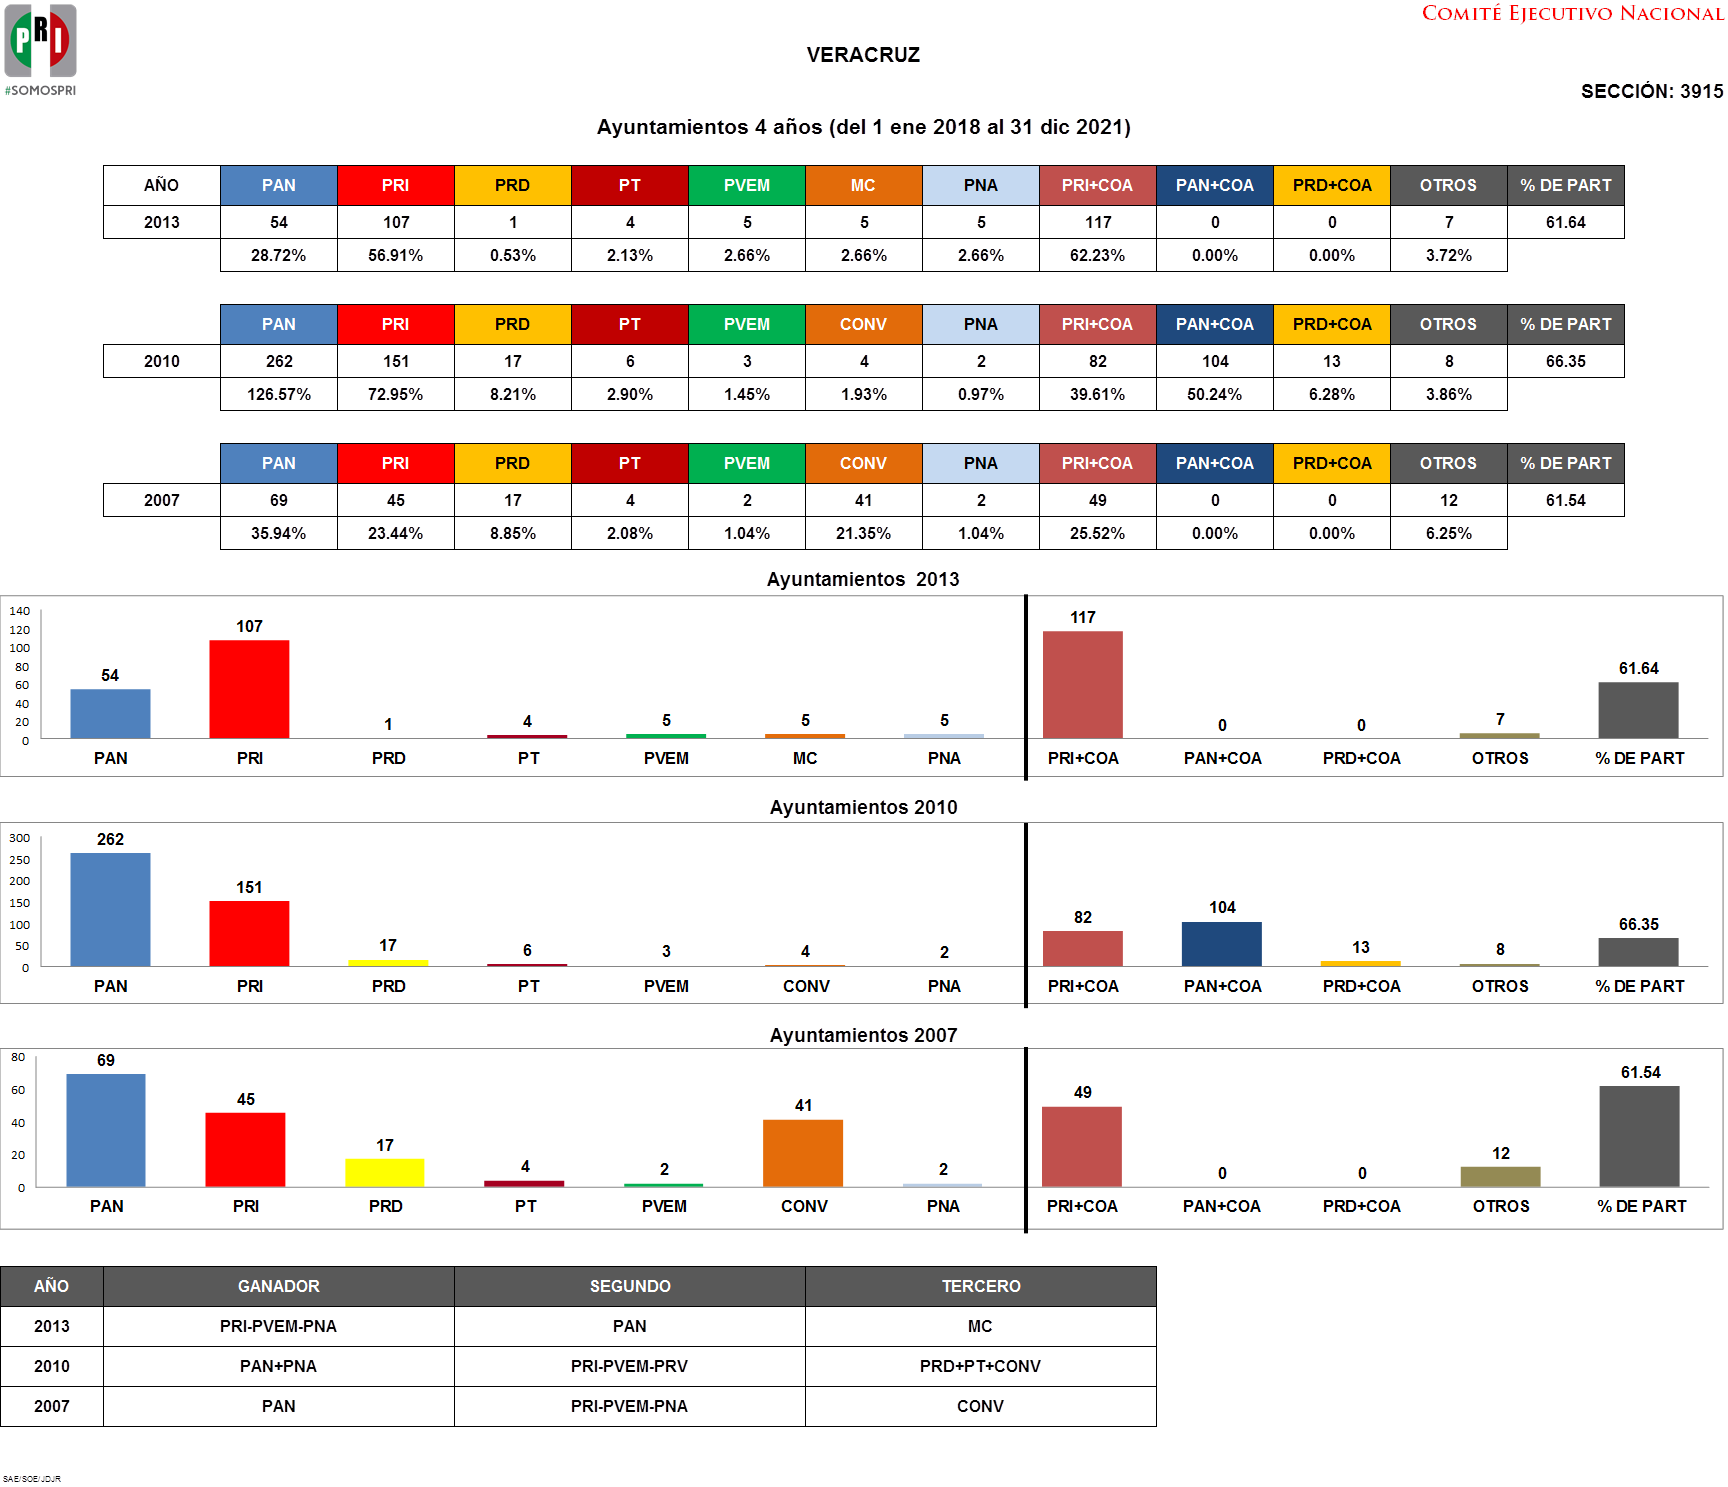 PRI
#SOMOSPRI
COMITÉ EJECUTIVO NACIONAL
VERACRUZ
SECCIÓN: 3915
Ayuntamientos 4 años (del 1 ene 2018 al 31 dic 2021)
AÑO PAN PRI PRD PT PVEM MC PNA PRI+COA PAN+COA PRD+COA OTROS % DE PART
2013 54 107 1 4 5 5 5 117 0 0 7 61.64
28.72% 56.91% 0.53% 2.13% 2.66% 2.66% 2.66% 62.23% 0.00% 0.00% 3.72%
PAN PRI PRD PT PVEM CONV PNA PRI+COA PAN+COA PRD+COA OTROS % DE PART
2010 262 151 17 6 3 4 2 82 104 13 8 66.35
126.57% 72.95% 8.21% 2.90% 1.45% 1.93% 0.97% 39.61% 50.24% 6.28% 3.86%
PAN PRI PRD PT PVEM CONV PNA PRI+COA PAN+COA PRD+COA OTROS % DE PART
2007 69 45 17 4 2 41 2 49 0 0 12 61.54
35.94% 23.44% 8.85% 2.08% 1.04% 21.35% 1.04% 25.52% 0.00% 0.00% 6.25%
Ayuntamientos 2013
140
120
100
80
60
40
20
0
54 107 1 4 5 5 5 117 0 0 7 61.64
PAN PRI PRD PT PVEM MC PNA PRI+COA PAN+COA PRD+COA OTROS % DE PART
Ayuntamientos 2010
300
250
200
150
100
50
0
262 151 17 6 3 4 2 82 104 13 8 66.35
PAN PRI PRD PT PVEM CONV PNA PRI+COA PAN+COA PRD+COA OTROS % DE PART
Ayuntamientos 2007
80
60
40
20
0
69 45 17 4 2 41 2 49 0 0 12 61.54
PAN PRI PRD PT PVEM CONV PNA PRI+COA PAN+COA PRD+COA OTROS % DE PART
AÑO GANADOR SEGUNDO TERCERO
2013 PRI-PVEM-PNA PAN MC
2010 PAN+PNA PRI-PVEM-PRV PRD+PT+CONV
2007 PAN PRI-PVEM-PNA CONV
SAE/SOE/JDJR